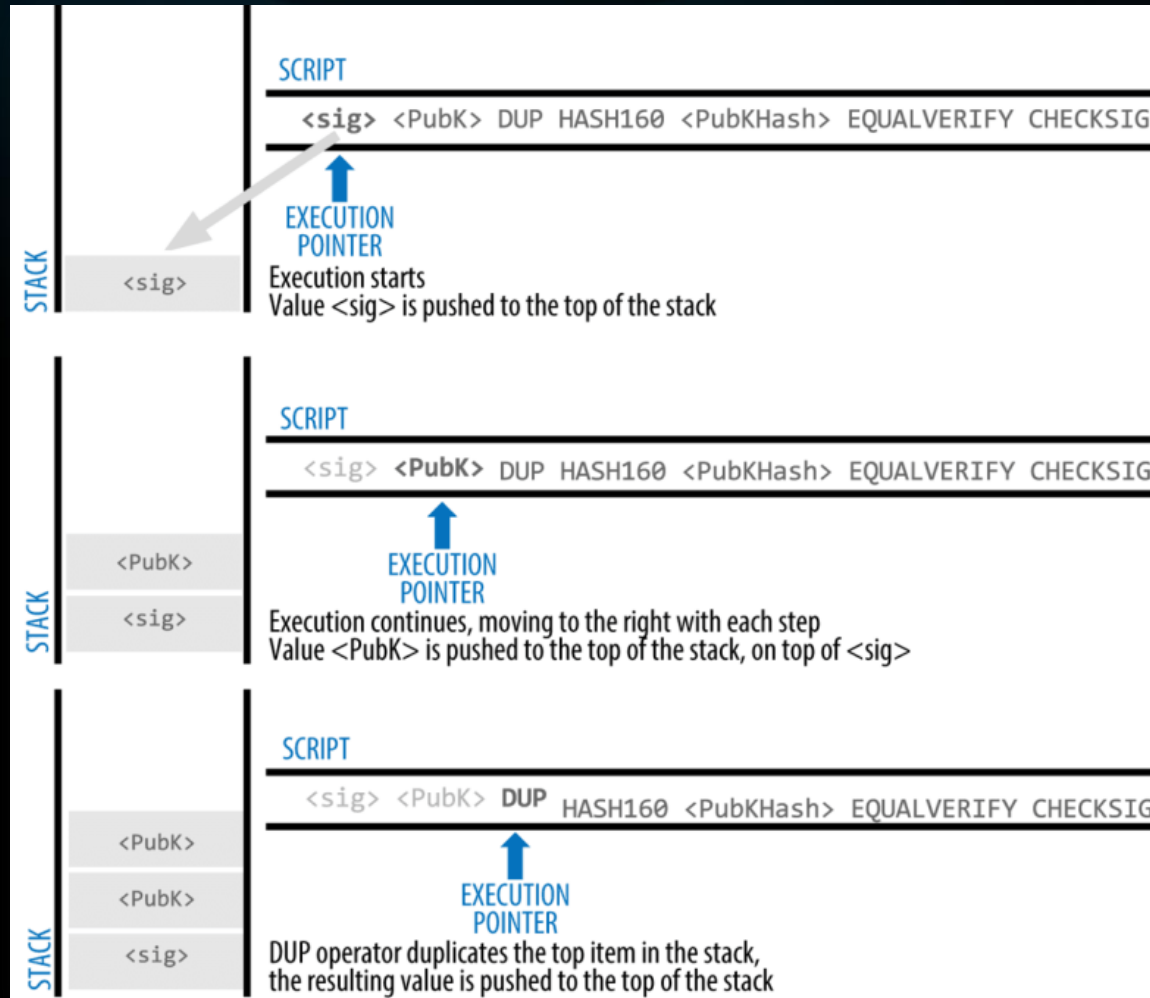 SCRIPT
<sig> <PubK> DUP HASH160 <PubKHash> EQUALVERIFY CHECKSIG
EXECUTION
POINTER
STACK
<sig>
Execution starts
Value <sig> is pushed to the top of the stack
SCRIPT
<sig> <PubK> DUP HASH160 <PubKHash> EQUALVERIFY CHECKSIG
EXECUTION
POINTER
STACK
<PubK>
<sig>
Execution continues, moving to the right with each step
Value <PubK> is pushed to the top of the stack, on top of <sig>
SCRIPT
<sig> <PubK> DUP HASH160 <PubKHash> EQUALVERIFY CHECKSIG
EXECUTION
POINTER
STACK
<PubK>
<PubK>
<sig>
DUP operator duplicates the top item in the stack,
the resulting value is pushed to the top of the stack